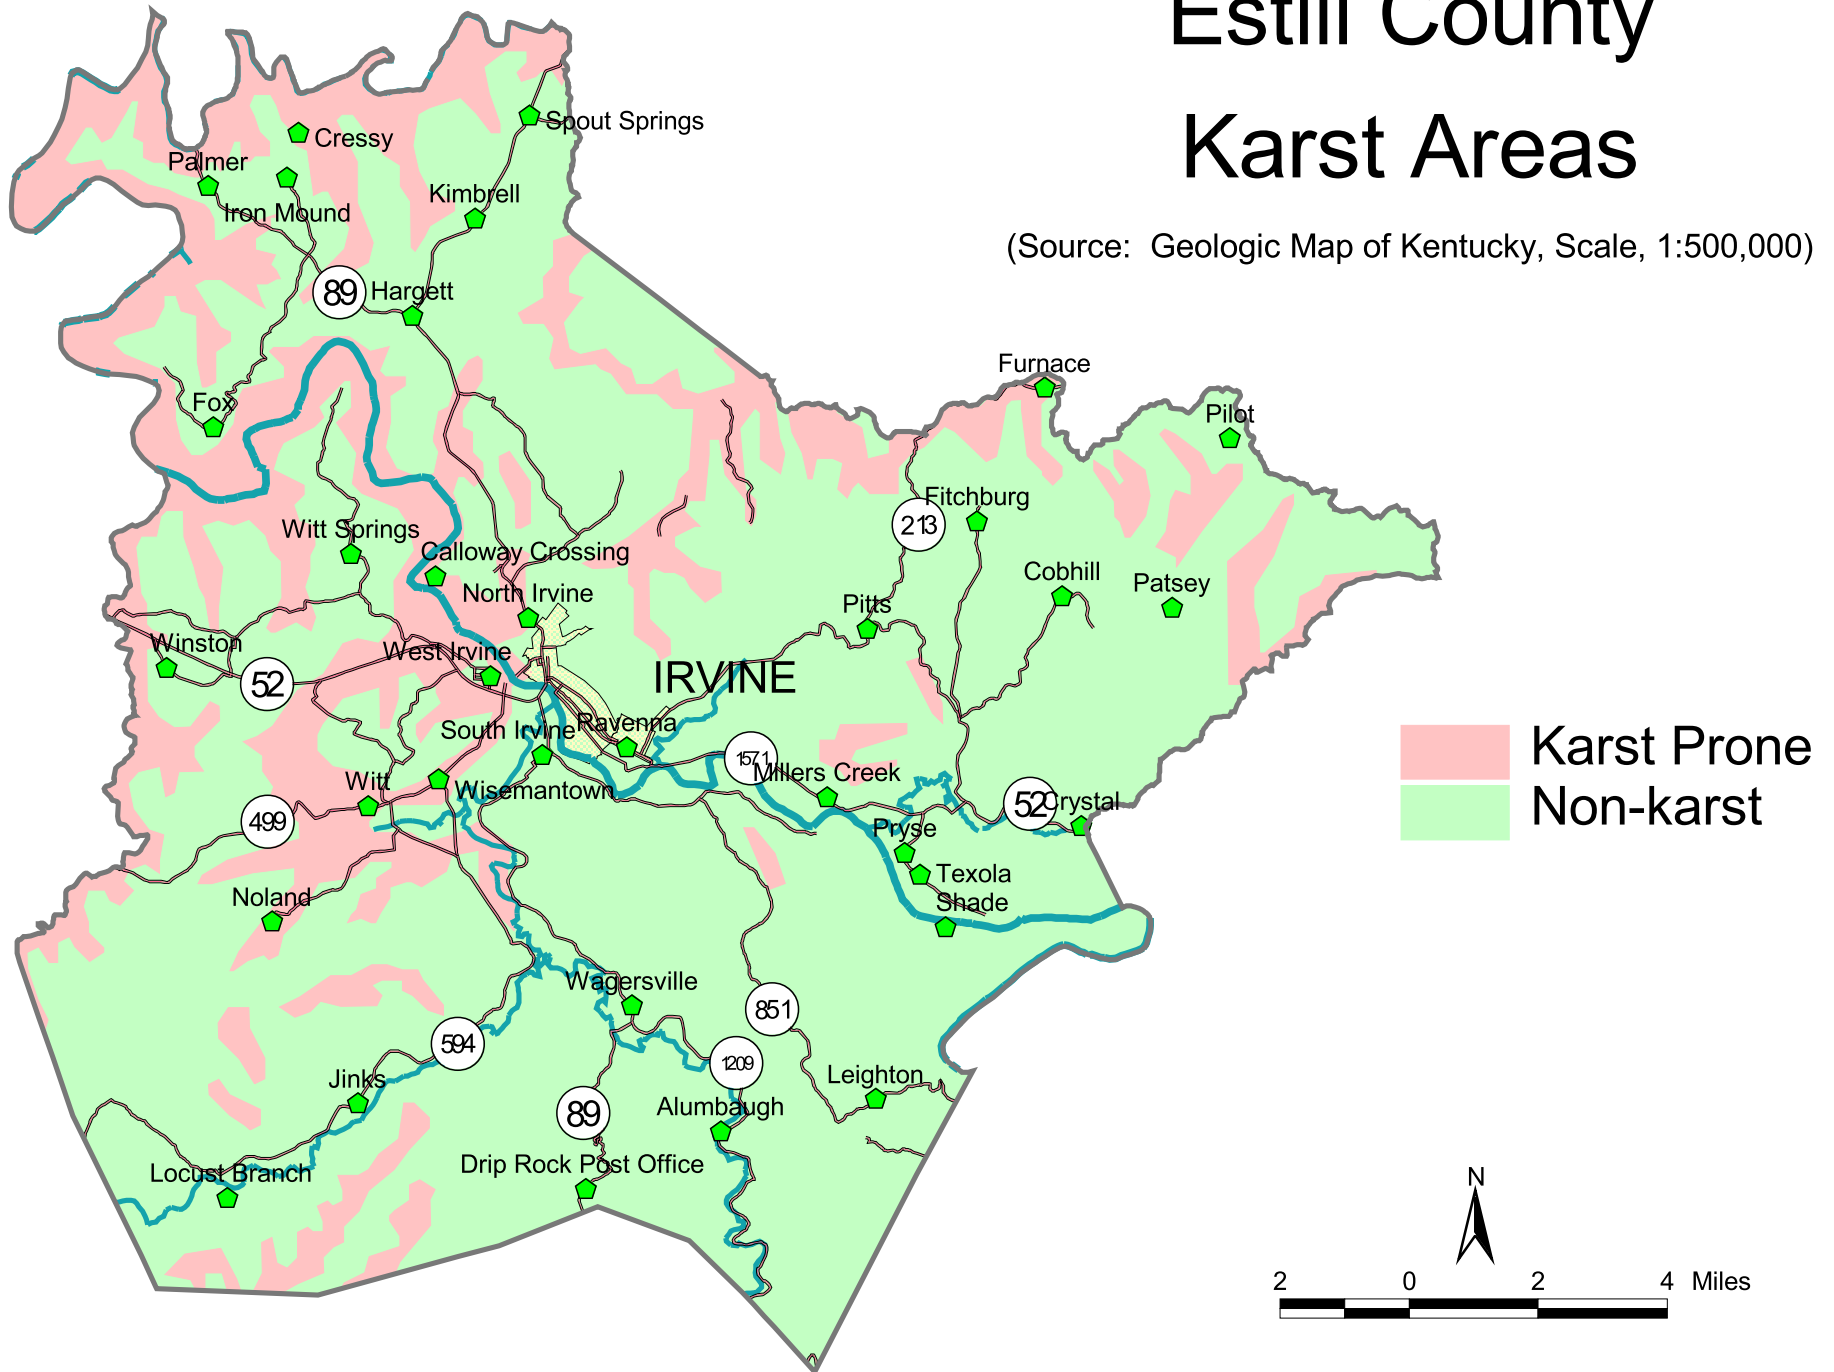 Estill County
Karst Areas
(Source: Geologic Map of Kentucky, Scale, 1:500,000)
Spout Springs
Cressy
Palmer
Kimbrell
Iron Mound
89
Hargett
Furnace
Fox
Pilot
Fitchburg
213
Witt Springs
Calloway Crossing
Cobhill
Patsey
North Irvine
Pitts
Winston
West Irvine
52
IRVINE
South Irvine
Ravenna
1571
Millers Creek
Witt
Wisemantown
52
Crystal
499
Pryse
Texola
Noland
Shade
Wagersville
851
594
1209
Jinks
Leighton
89
Alumbaugh
Drip Rock Post Office
Locust Branch
Karst Prone
Non-karst
N
2 0 2 4 Miles